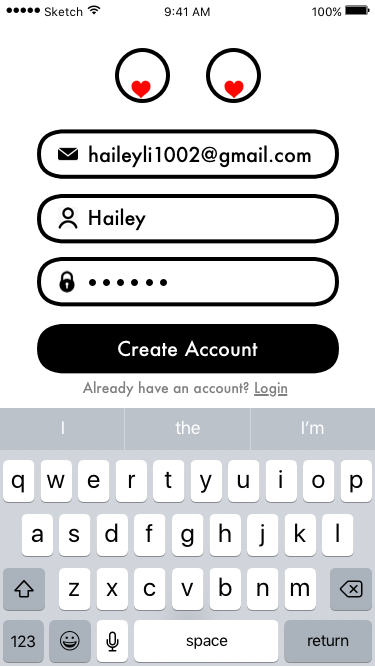 Sketch 9:41 AM 100%
haileyli1002@gmail.com
Hailey
Create Account
Already have an account? Login
I the I'm
q w e r t y u i o p
a s d f g h j k l
z x c v b n m
123 space return